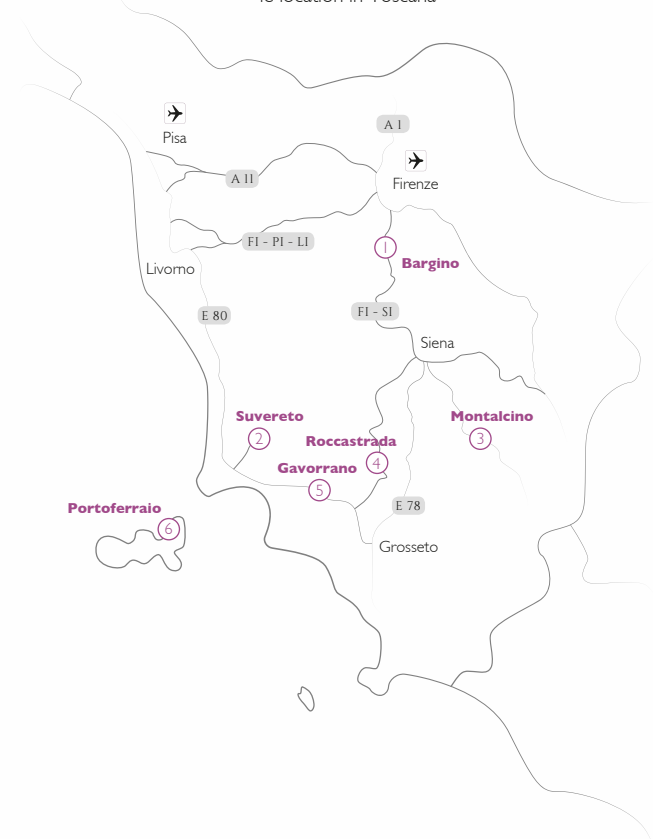 A 1
Pisa
A 11
Firenze
FI - PI - LI
1
Bargino
Livorno
E 80
FI - SI
Siena
Suvereto
2
Montalcino
3
Roccastrada
4
Gavorrano
5
E 78
Portoferraio
6
Grosseto